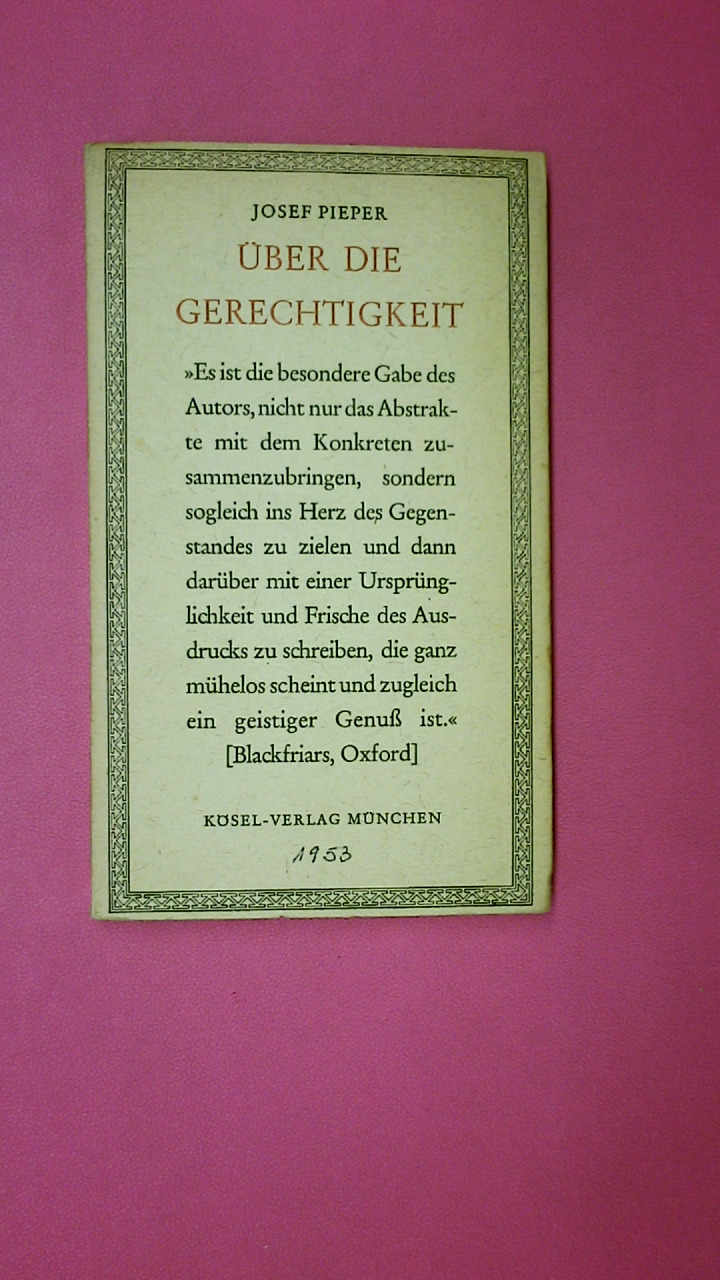 JOSEF PIEPER
ÜBER DIE
GERECHTIGKEIT
»Es ist die besondere Gabe des
Autors, nicht nur das Abstrak-
te mit dem Konkreten zu-
sammenzubringen, sondern
sogleich ins Herz des Gegen-
standes zu zielen und dann
darüber mit einer Ursprüng-
lichkeit und Frische des Aus-
drucks zu schreiben, die ganz
mühelos scheint und zugleich
ein geistiger Genuß ist.«
[Blackfriars, Oxford]
KÖSEL-VERLAG MÜNCHEN
1953